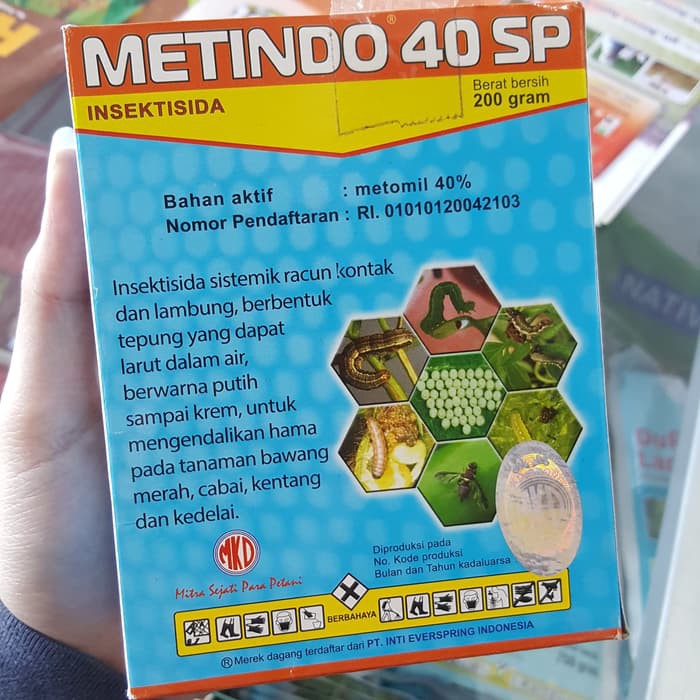 METINDO® 40 SP
INSEKTISIDA
Berat bersih
200 gram
Bahan aktif : metomil 40%
Nomor Pendaftaran : RI. 01010120042103
Insektisida sistemik racun kontak
dan lambung, berbentuk
tepung yang dapat
larut dalam air,
berwarna putih
sampai krem, untuk
mengendalikan hama
pada tanaman bawang
merah, cabai, kentang
dan kedelai.
MKD
Mitra Sejati Para Petani
Diproduksi pada
No. Kode produksi
Bulan dan Tahun kadaluarsa
BERBAHAYA
® Merek dagang terdaftar dari PT. INTI EVERSPRING INDONESIA
NATI